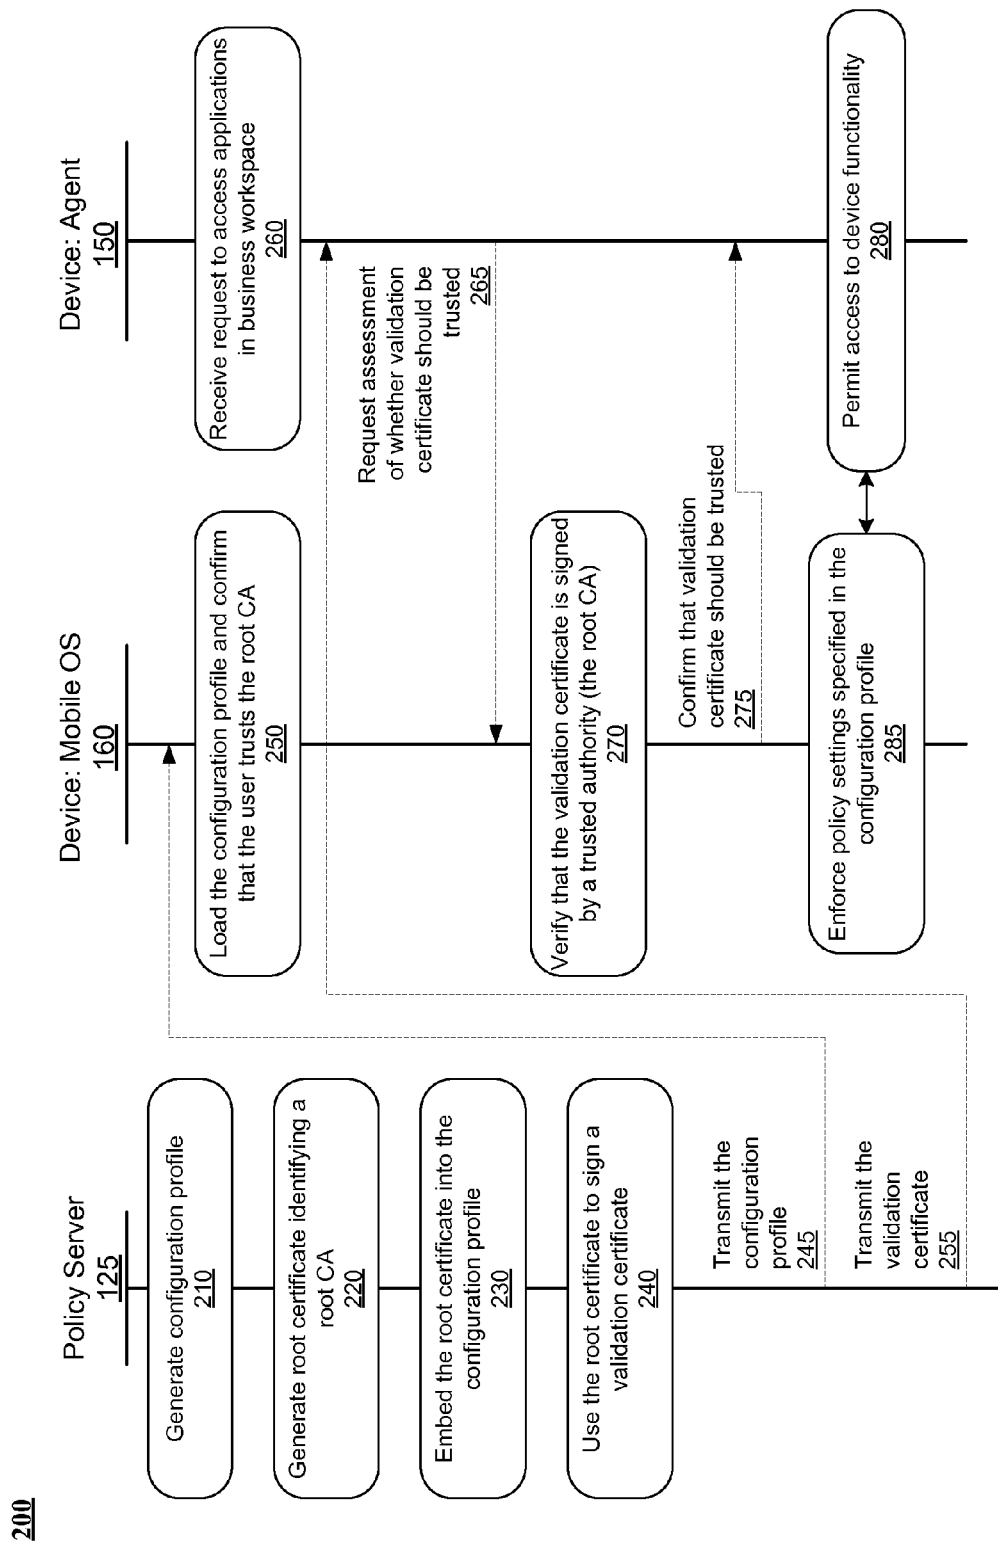 200
Policy Server
125
Generate configuration profile
210
Generate root certificate identifying a
root CA
220
Embed the root certificate into the
configuration profile
230
Use the root certificate to sign a
validation certificate
240
Transmit the
configuration
profile
245
Transmit the
validation
certificate
255
Device: Mobile OS
160
Load the configuration profile and confirm
that the user trusts the root CA
250
Verify that the validation certificate is signed
by a trusted authority (the root CA)
270
Confirm that validation
certificate should be trusted
275
Enforce policy settings specified in the
configuration profile
285
Device: Agent
150
Receive request to access applications
in business workspace
260
Request assessment
of whether validation
certificate should be
trusted
265
Permit access to device functionality
280